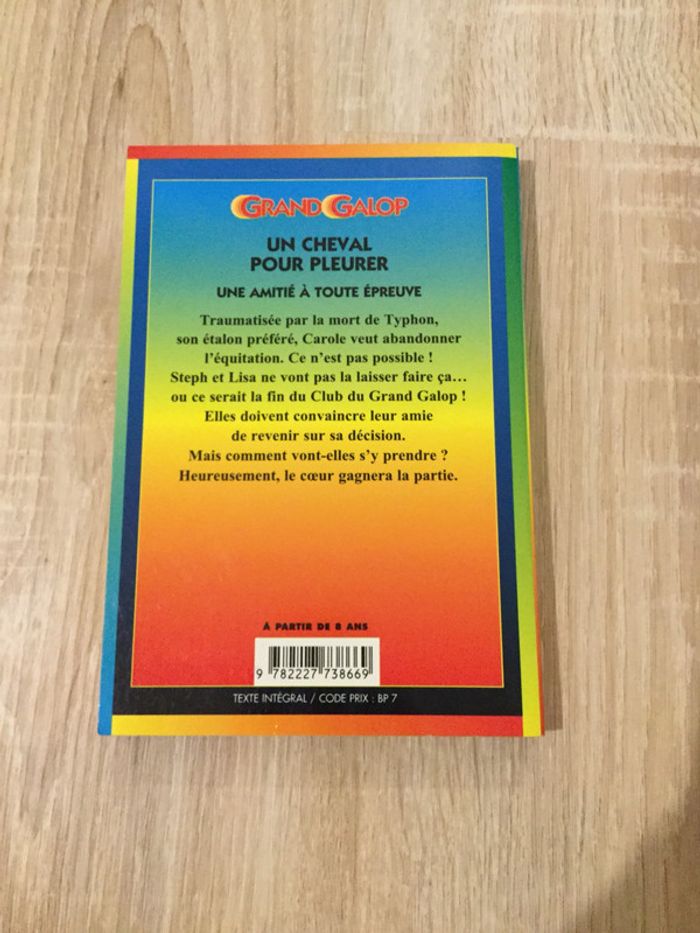 GRAND GALOP
UN CHEVAL
POUR PLEURER
UNE AMITIÉ À TOUTE ÉPREUVE
Traumatisée par la mort de Typhon,
son étalon préféré, Carole veut abandonner
l'équitation. Ce n'est pas possible !
Steph et Lisa ne vont pas la laisser faire ça…
ou ce serait la fin du Club du Grand Galop !
Elles doivent convaincre leur amie
de revenir sur sa décision.
Mais comment vont-elles s'y prendre ?
Heureusement, le cœur gagnera la partie.
À PARTIR DE 8 ANS
9 782227 738669
TEXTE INTÉGRAL / CODE PRIX : BP 7